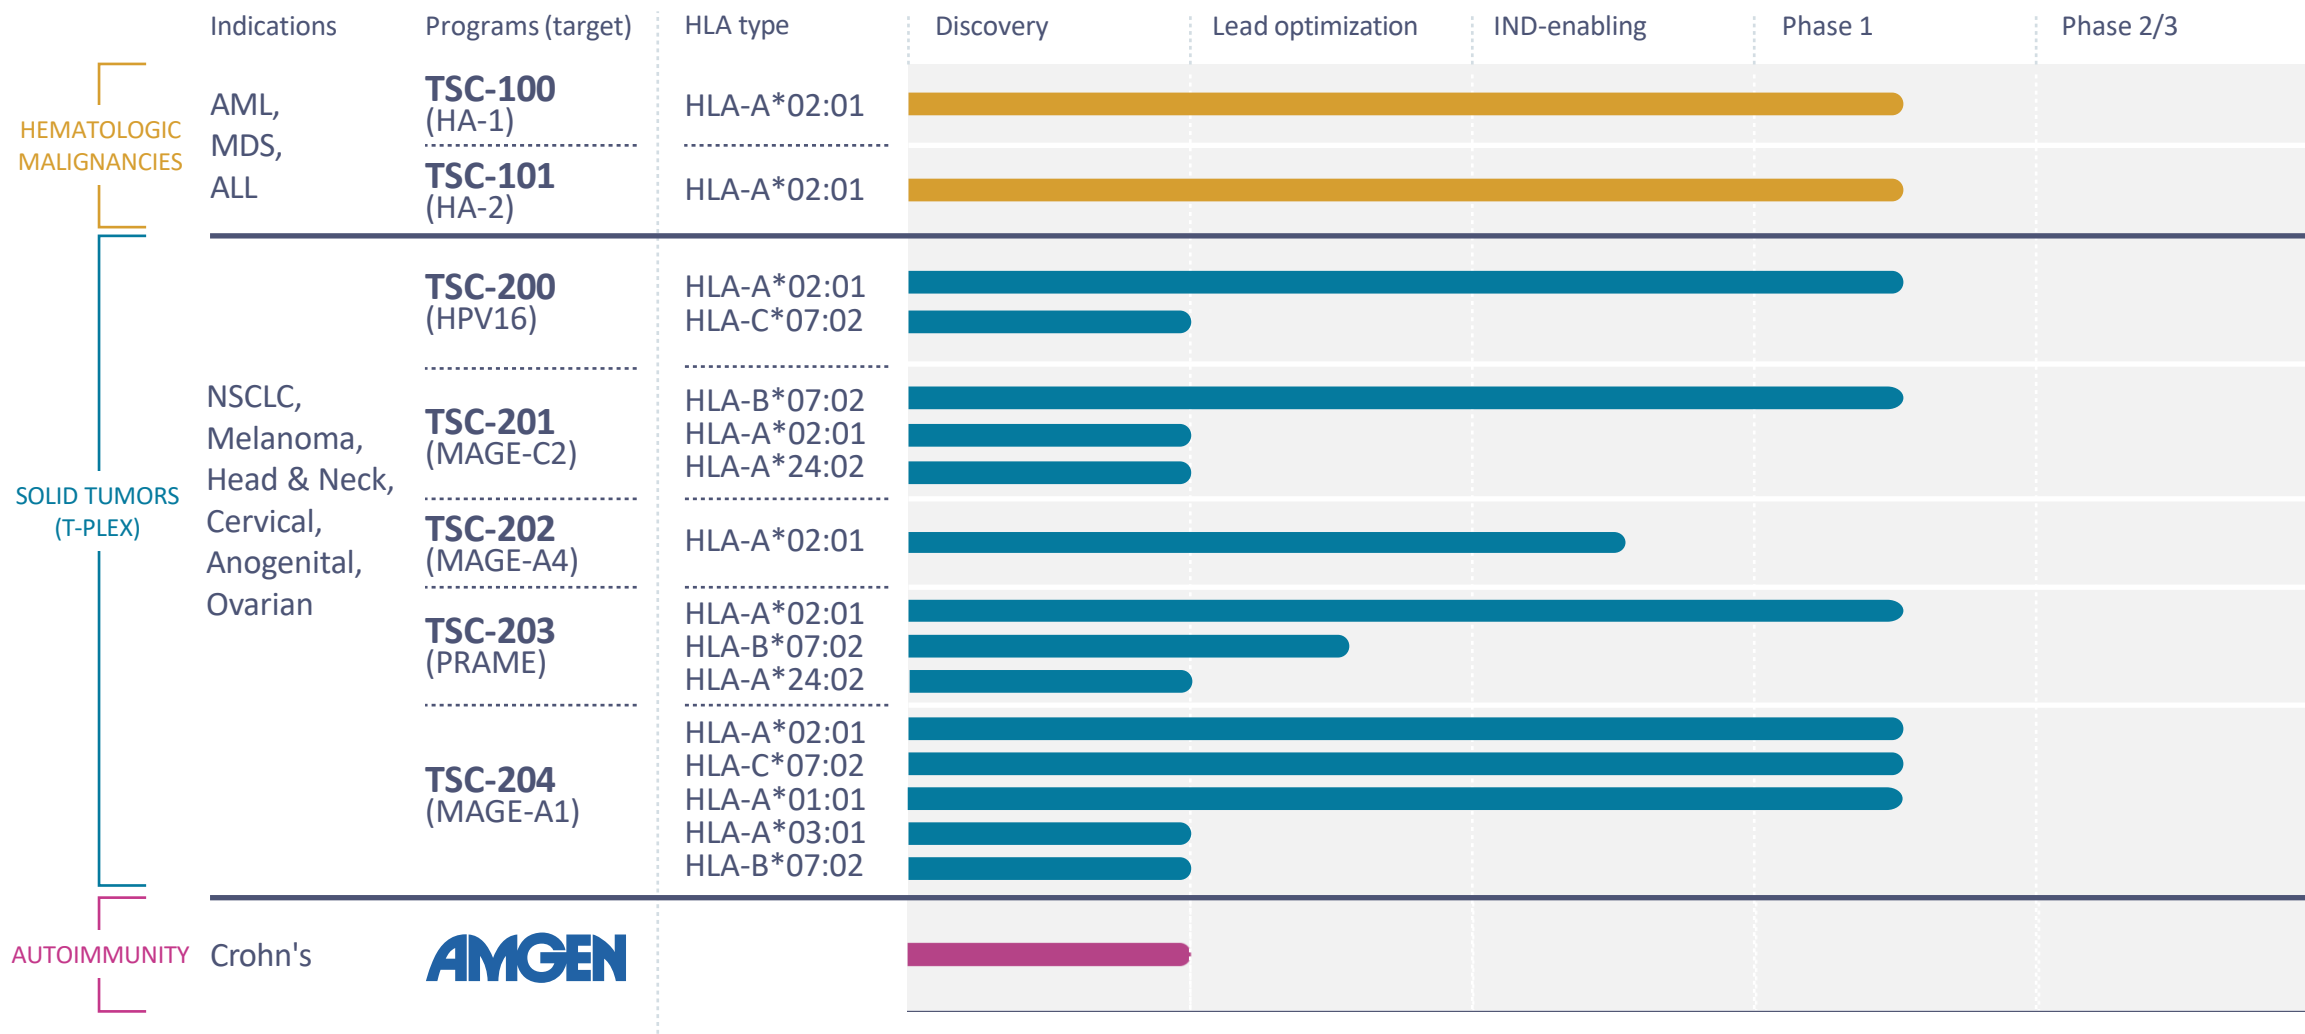 Indications Programs (target) HLA type Discovery Lead optimization IND-enabling Phase 1 Phase 2/3
HEMATOLOGIC
MALIGNANCIES
AML,
MDS,
ALL
TSC-100
(HA-1)
HLA-A*02:01
TSC-101
(HA-2)
HLA-A*02:01
SOLID TUMORS
(T-PLEX)
NSCLC,
Melanoma,
Head & Neck,
Cervical,
Anogenital,
Ovarian
TSC-200
(HPV16)
HLA-A*02:01
HLA-C*07:02
TSC-201
(MAGE-C2)
HLA-B*07:02
HLA-A*02:01
HLA-A*24:02
TSC-202
(MAGE-A4)
HLA-A*02:01
TSC-203
(PRAME)
HLA-A*02:01
HLA-B*07:02
HLA-A*24:02
TSC-204
(MAGE-A1)
HLA-A*02:01
HLA-C*07:02
HLA-A*01:01
HLA-A*03:01
HLA-B*07:02
AUTOIMMUNITY
Crohn's
AMGEN